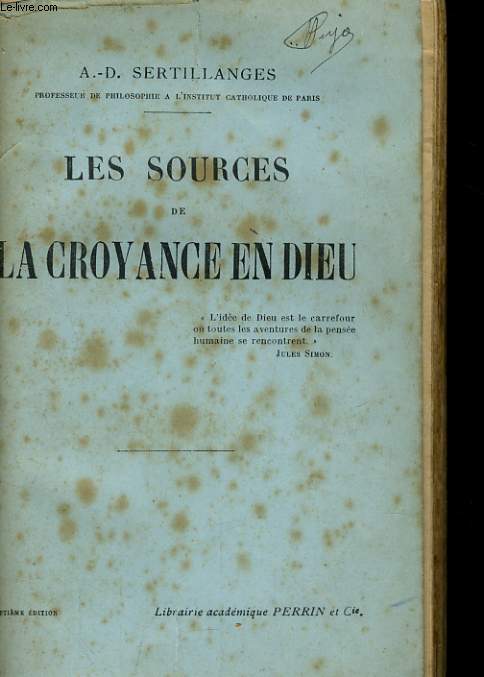 Le-livre.com
A.-D. SERTILLANGES
PROFESSEUR DE PHILOSOPHIE A L'INSTITUT CATHOLIQUE DE PARIS
LES SOURCES
DE
LA CROYANCE EN DIEU
« L'idée de Dieu est le carrefour
où toutes les aventures de la pensée
humaine se rencontrent. »
JULES SIMON.
ÉDITION
Librairie académique PERRIN et Cie.